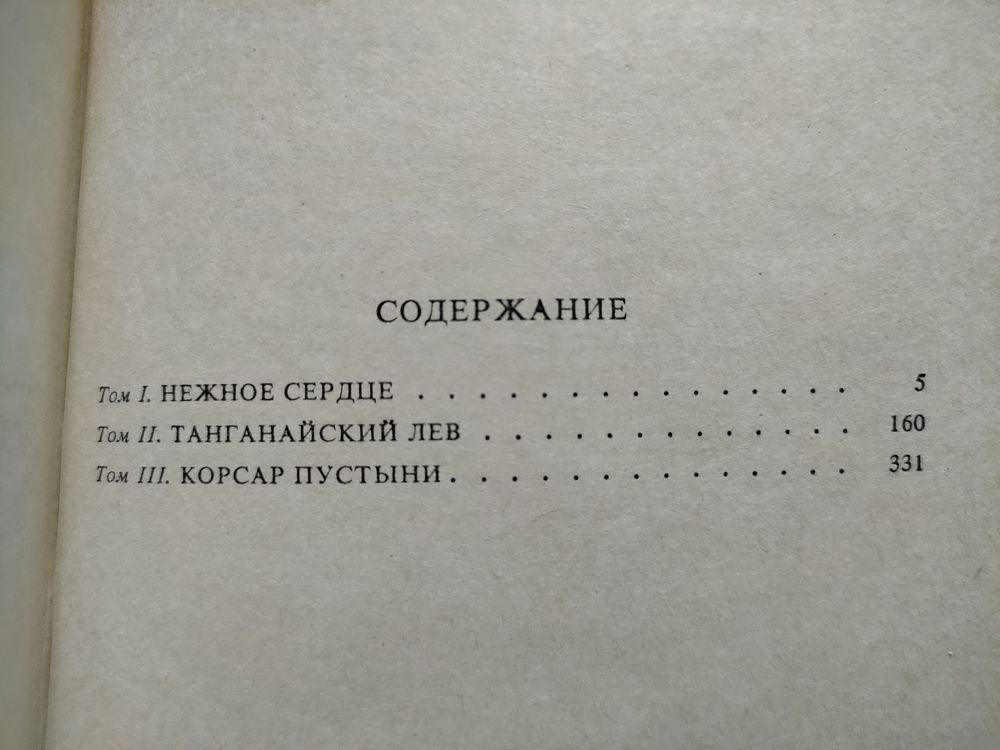 СОДЕРЖАНИЕ
Том I. НЕЖНОЕ СЕРДЦЕ . . . . . . . . . . . . . . . . 5
Том II. ТАНГАНАЙСКИЙ ЛЕВ . . . . . . . . . . . . . 160
Том III. КОРСАР ПУСТЫНИ . . . . . . . . . . . . . . 331